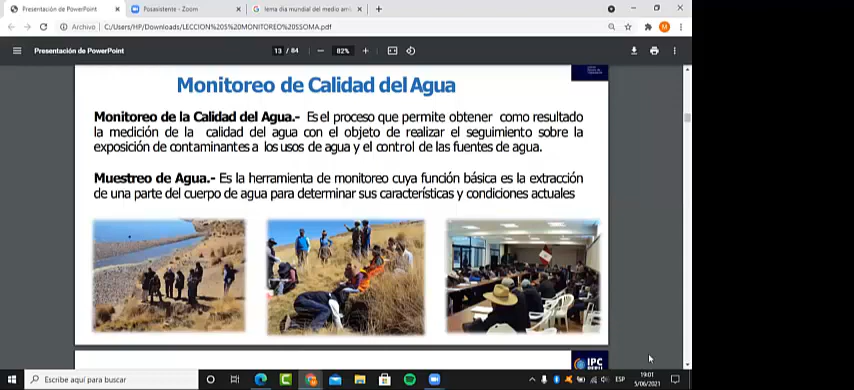 Presentación de PowerPoint
Posasistente - Zoom
tema dia mundial del medio ami
Archivo | C:/Users/HP/Downloads/LECCION%205%20MONITOREO%20SSOMA.pdf
M
Presentación de PowerPoint
13 / 84
82%
Monitoreo de Calidad del Agua
Monitoreo de la Calidad del Agua.- Es el proceso que permite obtener como resultado
la medición de la calidad del agua con el objeto de realizar el seguimiento sobre la
exposición de contaminantes a los usos de agua y el control de las fuentes de agua.
Muestreo de Agua.- Es la herramienta de monitoreo cuya función básica es la extracción
de una parte del cuerpo de agua para determinar sus características y condiciones actuales
IPC
Escribe aquí para buscar
ESP
19:01
5/06/2021